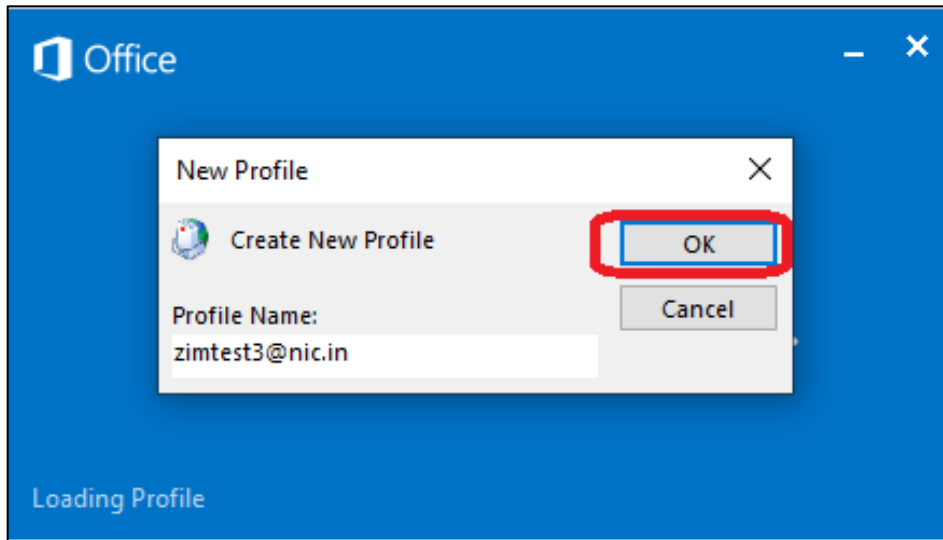 Office
New Profile
Create New Profile
OK
Cancel
Profile Name:
zimtest3@nic.in
Loading Profile